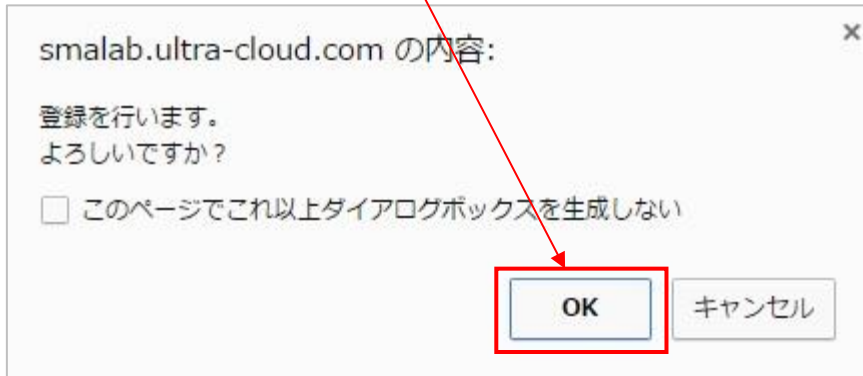 smalab.ultra-cloud.com の内容:
×
登録を行います。
よろしいですか？
このページでこれ以上ダイアログボックスを生成しない
OK
キャンセル